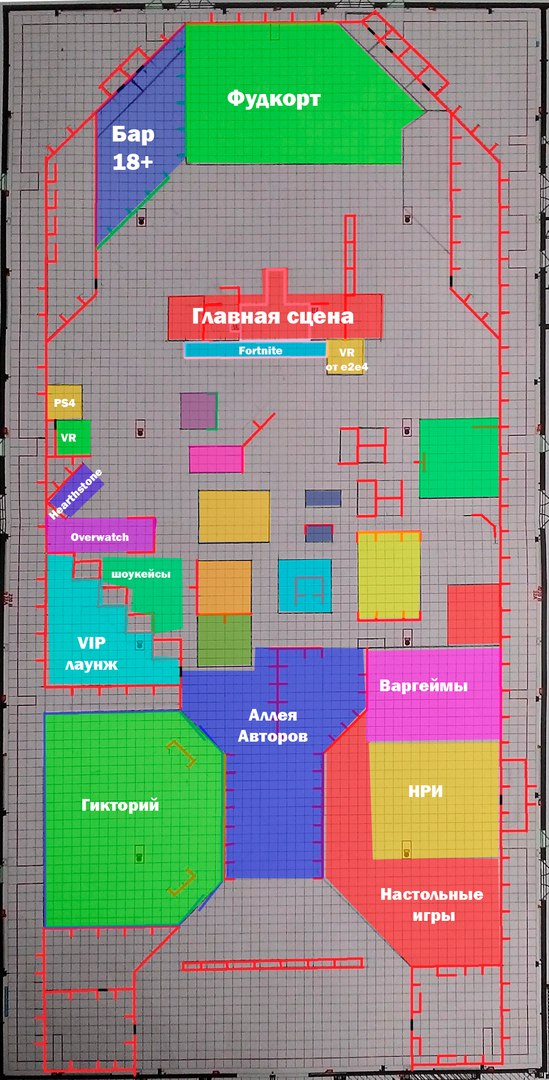 Фудкорт
Бар
18+
Главная сцена
Fortnite
VR
от e2e4
PS4
VR
Hearthstone
Overwatch
шоукейсы
VIP
лаунж
Аллея
Авторов
Варгеймы
Гикторий
НРИ
Настольные
игры